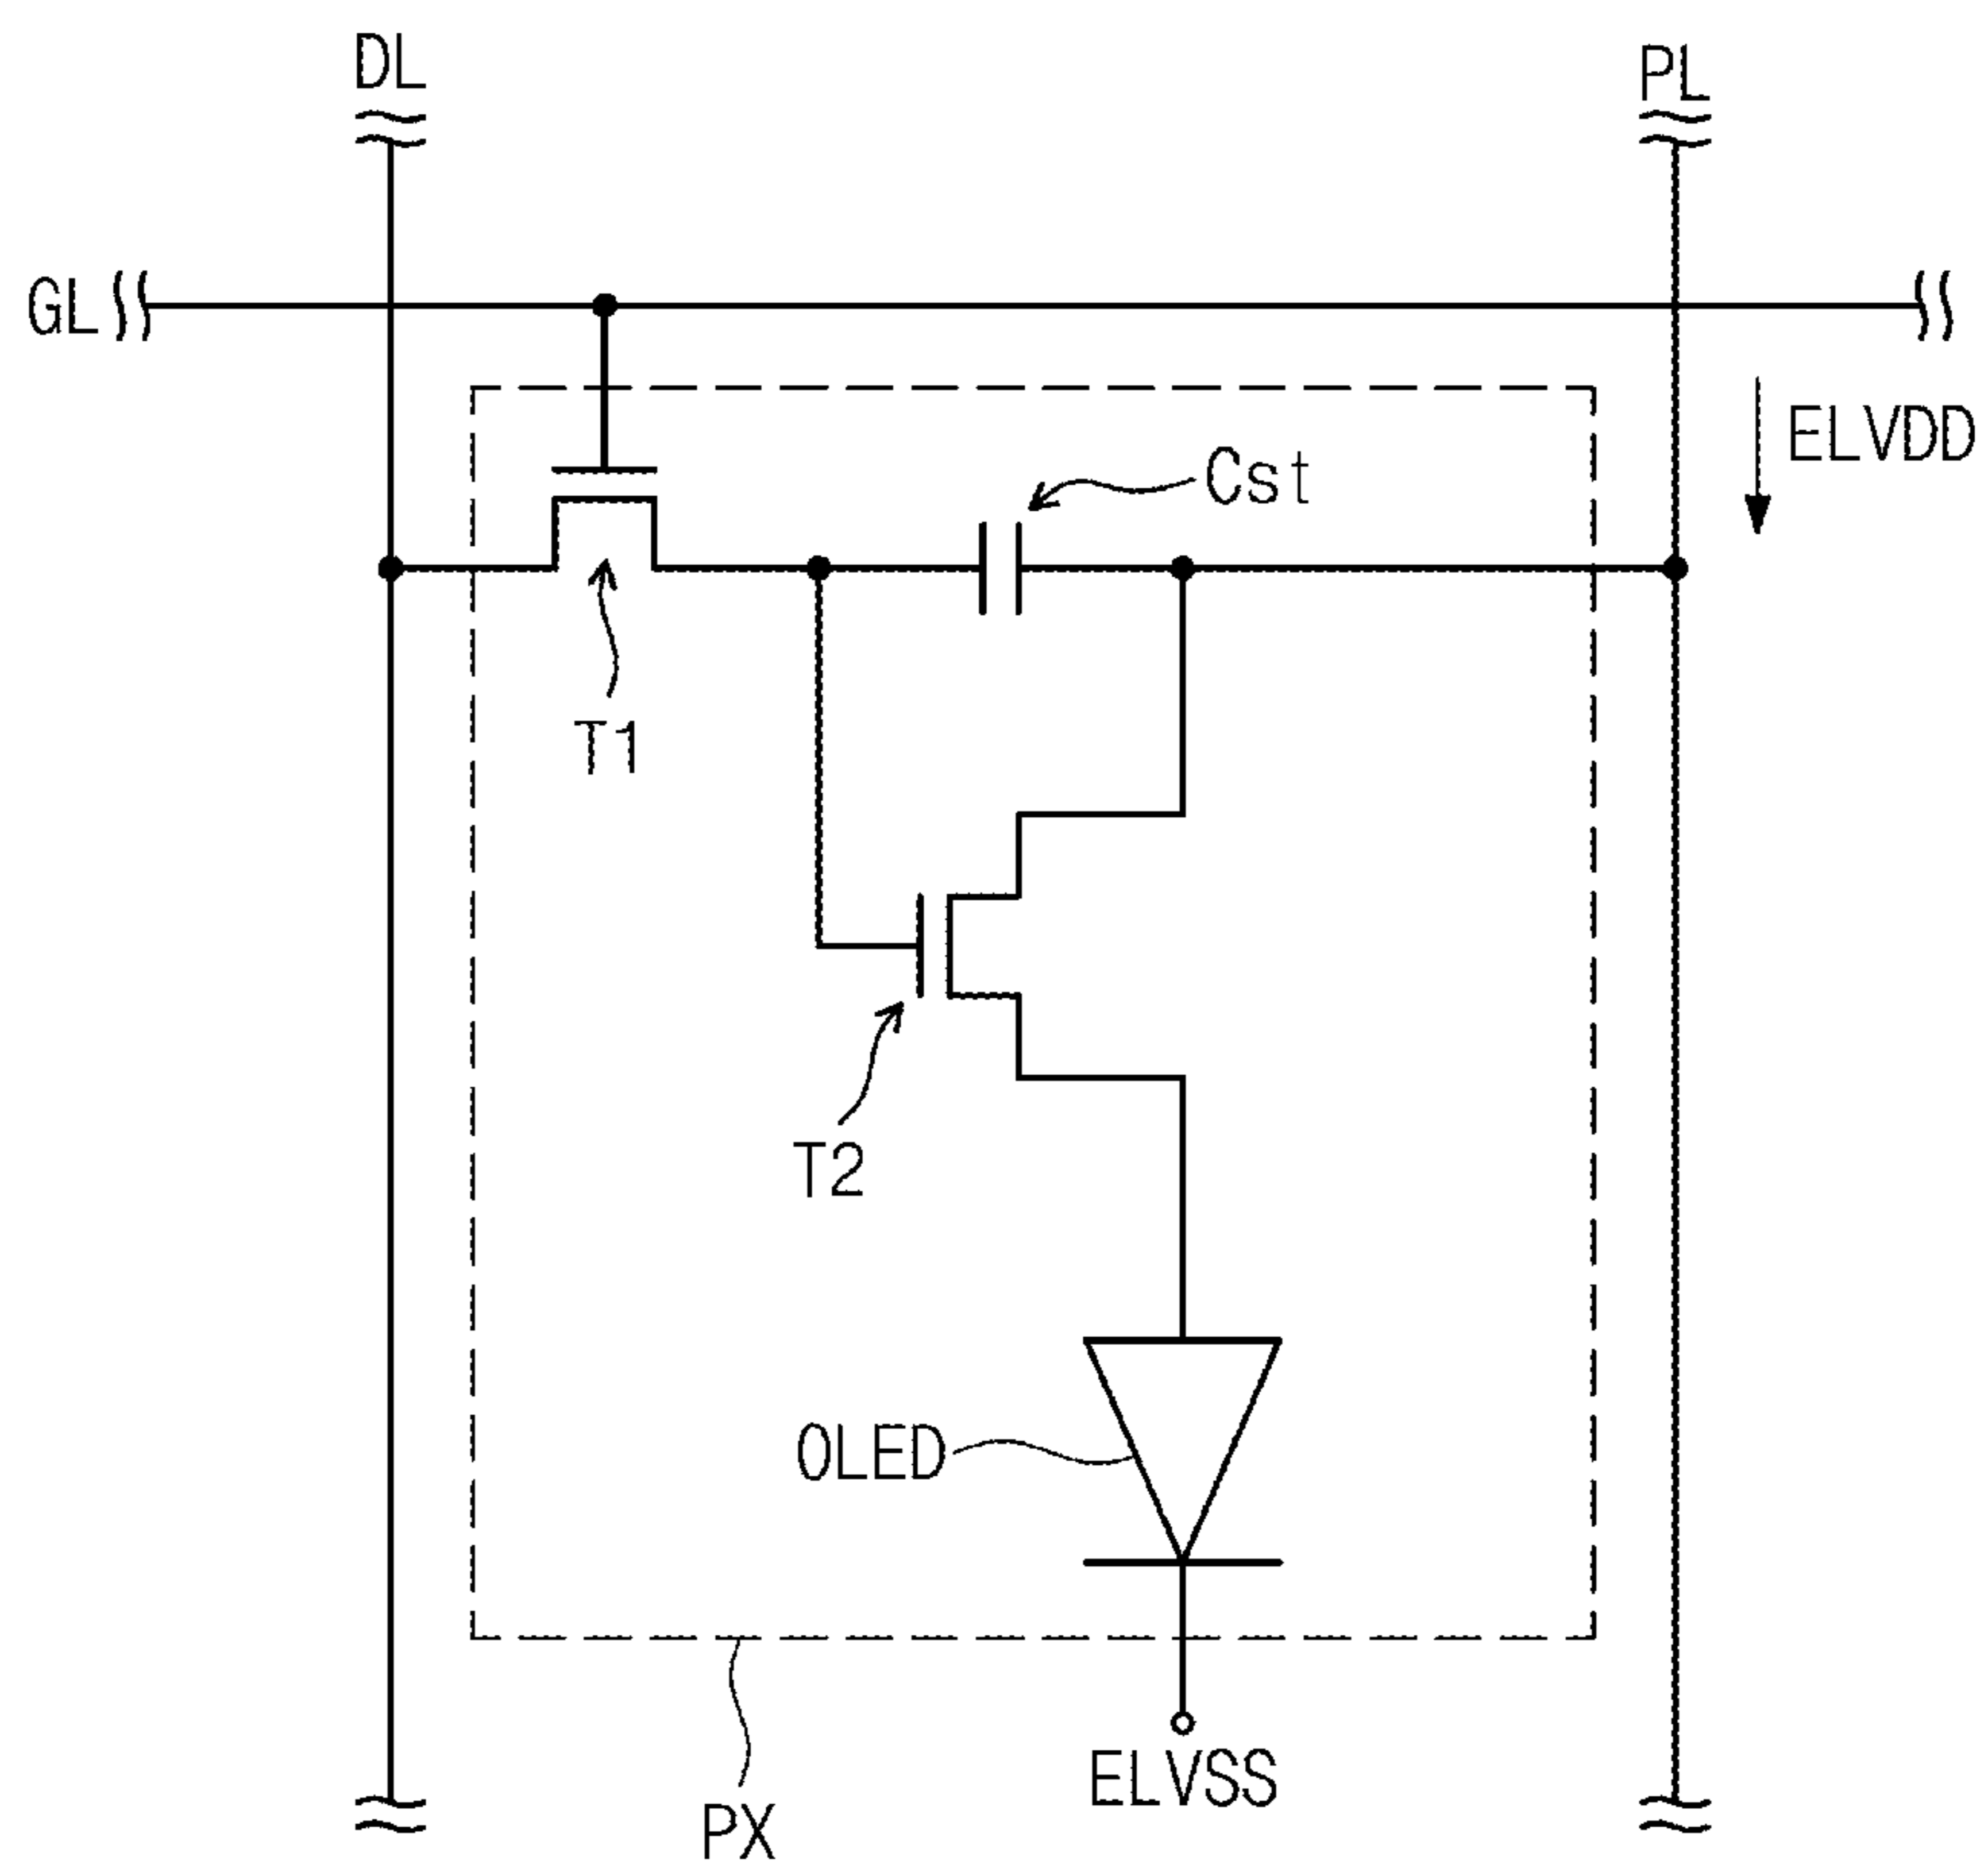 DL
PL
GL
ELVDD
Cst
T1
T2
OLED
ELVSS
PX